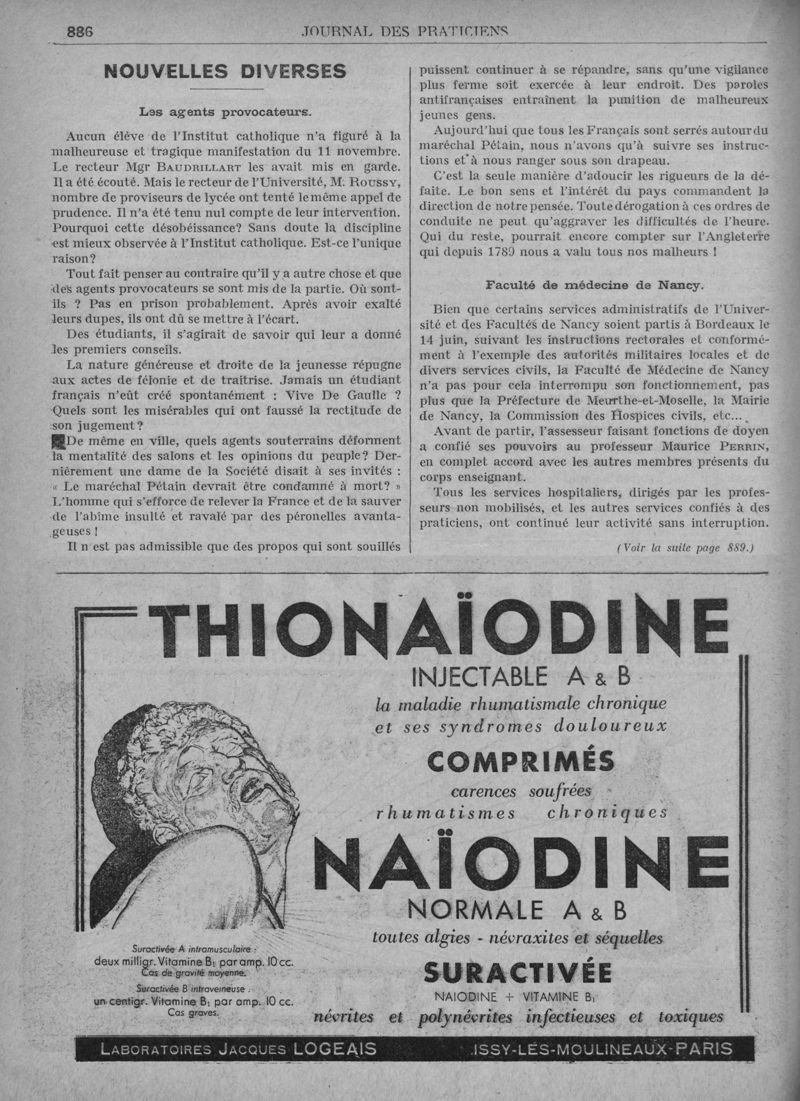 886
JOURNAL DES PRATICIENS
NOUVELLES DIVERSES
Les agents provocateurs.
Aucun élève de l'Institut catholique n'a figuré à la
malheureuse et tragique manifestation du 11 novembre.
Le recteur Mgr BAUDRILLART les avait mis en garde.
Il a été écouté. Mais le recteur de l'Université, M. ROUSSY,
nombre de proviseurs de lycée ont tenté le même appel de
prudence. Il n'a été tenu nul compte de leur intervention.
Pourquoi cette désobéissance? Sans doute la discipline
est mieux observée à l'Institut catholique. Est-ce l'unique
raison?
Tout fait penser au contraire qu'il y a autre chose et que
des agents provocateurs se sont mis de la partie. Où sont-
ils ? Pas en prison probablement. Après avoir exalté
leurs dupes, ils ont dû se mettre à l'écart.
Des étudiants, il s'agirait de savoir qui leur a donné
les premiers conseils.
La nature généreuse et droite de la jeunesse répugne
aux actes de félonie et de traîtrise. Jamais un étudiant
français n'eût créé spontanément : Vive De Gaulle ?
Quels sont les misérables qui ont faussé la rectitude de
son jugement?
De même en ville, quels agents souterrains déforment
la mentalité des salons et les opinions du peuple? Der-
nièrement une dame de la Société disait à ses invités :
« Le maréchal Pétain devrait être condamné à mort? »
L'homme qui s'efforce de relever la France et de la sauver
de l'abîme insulté et ravalé par des péronelles avanta-
geuses !
Il n'est pas admissible que des propos qui sont souillés
puissent continuer à se répandre, sans qu'une vigilance
plus ferme soit exercée à leur endroit. Des paroles
antifrançaises entraînent la punition de malheureux
jeunes gens.
Aujourd'hui que tous les Français sont serrés autour du
maréchal Pétain, nous n'avons qu'à suivre ses instruc-
tions et à nous ranger sous son drapeau.
C'est la seule manière d'adoucir les rigueurs de la dé-
faite. Le bon sens et l'intérêt du pays commandent la
direction de notre pensée. Toute dérogation à ces ordres de
conduite ne peut qu'aggraver les difficultés de l'heure.
Qui du reste, pourrait encore compter sur l'Angleterre
qui depuis 1789 nous a valu tous nos malheurs !
Faculté de médecine de Nancy.
Bien que certains services administratifs de l'Univer-
sité et des Facultés de Nancy soient partis à Bordeaux le
14 juin, suivant les instructions rectorales et conformé-
ment à l'exemple des autorités militaires locales et de
divers services civils, la Faculté de Médecine de Nancy
n'a pas pour cela interrompu son fonctionnement, pas
plus que la Préfecture de Meurthe-et-Moselle, la Mairie
de Nancy, la Commission des Hospices civils, etc...
Avant de partir, l'assesseur faisant fonctions de doyen
a confié ses pouvoirs au professeur Maurice PERRIN,
en complet accord avec les autres membres présents du
corps enseignant.
Tous les services hospitaliers, dirigés par les profes-
seurs non mobilisés, et les autres services confiés à des
praticiens, ont continué leur activité sans interruption.
(Voir la suite page 889.)
THIONAÏODINE
INJECTABLE A & B
la maladie rhumatismale chronique
et ses syndromes douloureux
COMPRIMÉS
carences soufrées
rhumatismes chroniques
NAÏODINE
NORMALE A & B
toutes algies - névraxites et séquelles
SURACTIVÉE
NAIODINE + VITAMINE B1
névrites et polynévrites infectieuses et toxiques
Suractivée A intramusculaire :
deux milligr. Vitamine B1 par amp. 10 cc.
Cas de gravité moyenne.
Suractivée B intraveineuse :
un centigr. Vitamine B1 par amp. 10 cc.
Cas graves.
LABORATOIRES JACQUES LOGEAIS
ISSY-LES-MOULINEAUX-PARIS